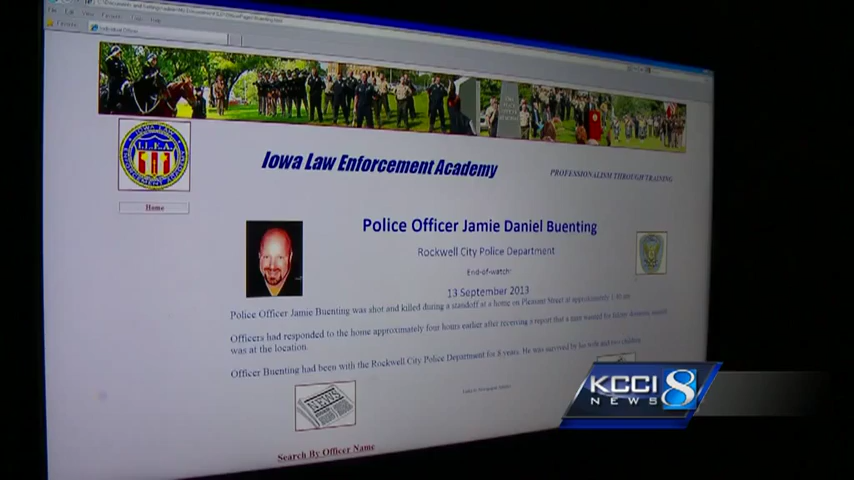 Iowa Law Enforcement Academy
PROFESSIONALISM THROUGH TRAINING
I.L.E.A.
Home
Police Officer Jamie Daniel Buenting
Rockwell City Police Department
End-of-watch:
13 September 2013
Police Officer Jamie Buenting was shot and killed during a standoff at a home on Pleasant Street at approximately
Officers had responded to the home approximately four hours earlier after receiving a report that a man wanted for
was at the location.
Officer Buenting had been with the Rockwell City Police Department for 8 years. He was survived by his wife and two children.
NEWS
Search By Officer Name
KCCI 8
NEWS